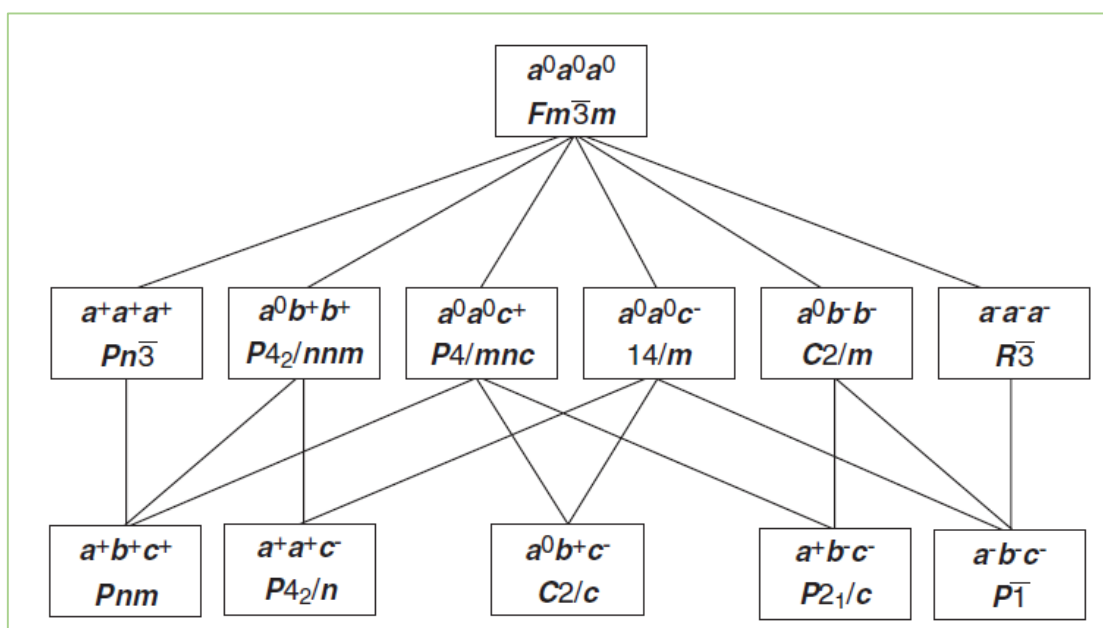 a⁰a⁰a⁰
Fm3̅m
a⁺a⁺a⁺
Pn3̅
a⁰b⁺b⁺
P4₂/nnm
a⁰a⁰c⁺
P4/mnc
a⁰a⁰c⁻
14/m
a⁰b⁻b⁻
C2/m
a⁻a⁻a⁻
R3̅
a⁺b⁺c⁺
Pnm
a⁺a⁺c⁻
P4₂/n
a⁰b⁺c⁻
C2/c
a⁺b⁻c⁻
P2₁/c
a⁻b⁻c⁻
P1̅